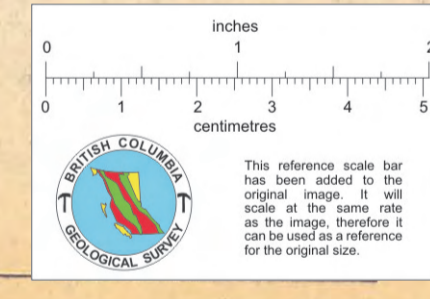 inches
0 1 2
0 1 2 3 4 5
centimetres
BRITISH COLUMBIA
GEOLOGICAL SURVEY
This reference scale bar
has been added to the
original image. It will
scale at the same rate
as the image, therefore it
can be used as a reference
for the original size.